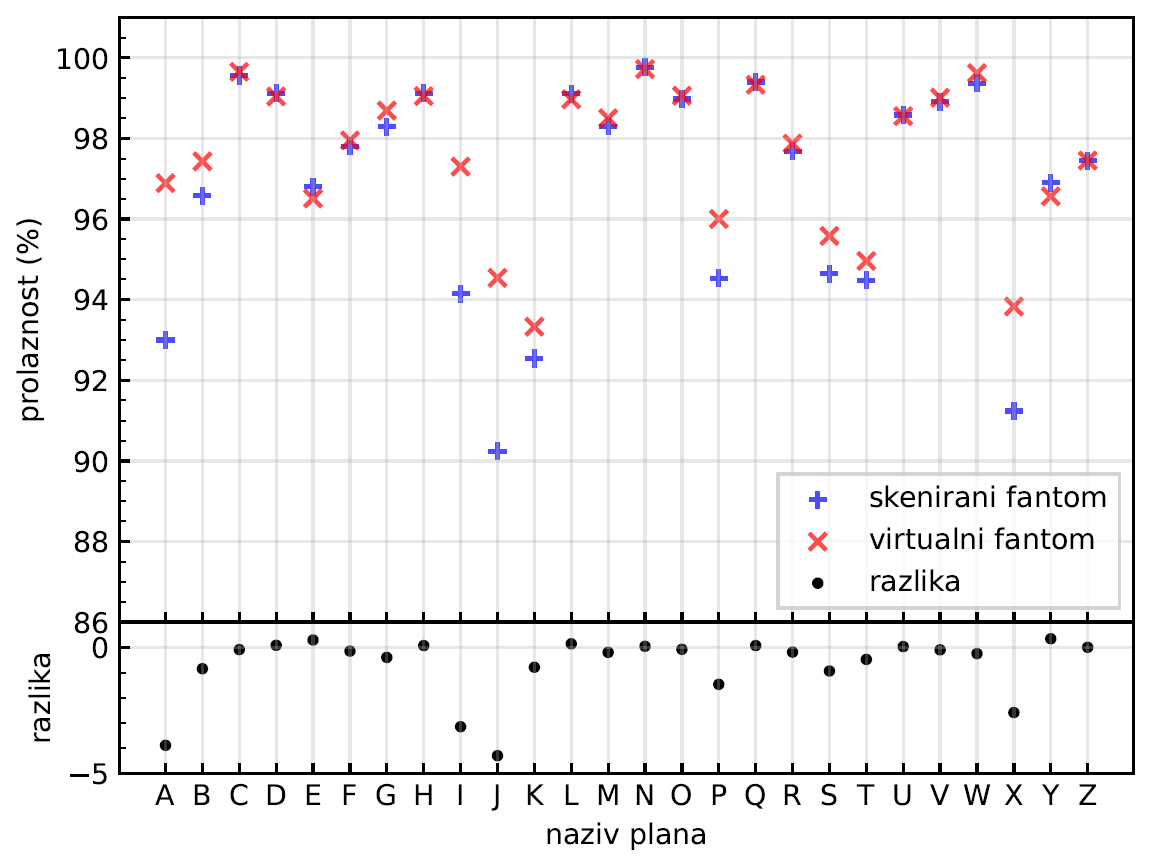 prolaznost (%)
100
98
96
94
92
90
88
86
skenirani fantom
virtualni fantom
razlika
razlika
0
−5
A B C D E F G H I J K L M N O P Q R S T U V W X Y Z
naziv plana